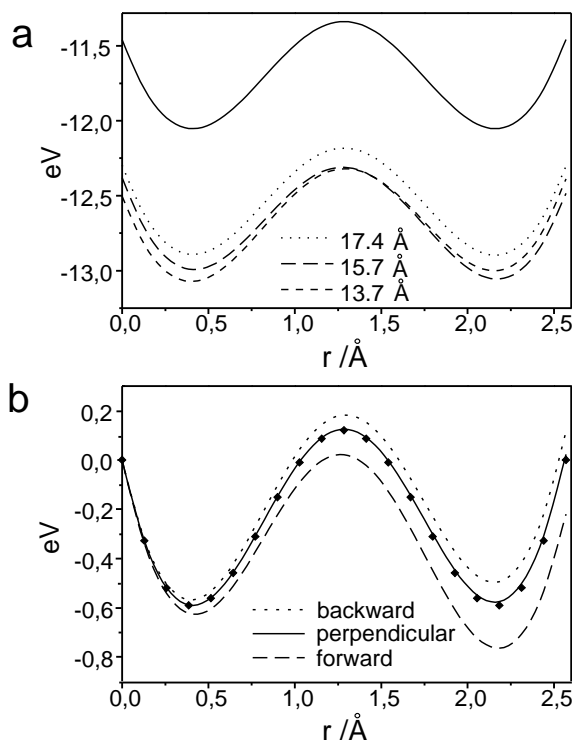 a
-11,5
-12,0
-12,5
-13,0
eV
17.4 Å
15.7 Å
13.7 Å
0,0 0,5 1,0 1,5 2,0 2,5
r /Å
b
0,2
0,0
-0,2
-0,4
-0,6
-0,8
eV
backward
perpendicular
forward
0,0 0,5 1,0 1,5 2,0 2,5
r /Å